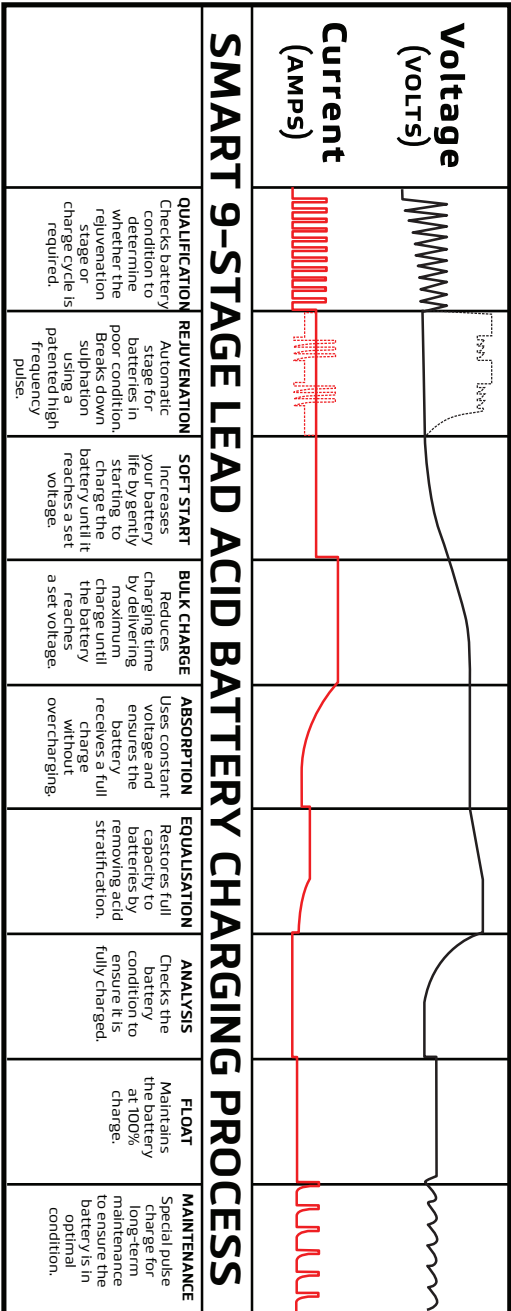 Voltage
(VOLTS)
Current
(AMPS)
SMART 9-STAGE LEAD ACID BATTERY CHARGING PROCESS
QUALIFICATION
Checks battery
condition to
determine
whether the
rejuvenation
stage or
charge cycle is
required.
REJUVENATION
Automatic
stage for
batteries in
poor condition.
Breaks down
sulphation
using a
patented high
frequency
pulse.
SOFT START
Increases
your battery
life by gently
starting to
charge the
battery until it
reaches a set
voltage.
BULK CHARGE
Reduces
charging time
by delivering
maximum
charge until
the battery
reaches
a set voltage.
ABSORPTION
Uses constant
voltage and
ensures the
battery
receives a full
charge
without
overcharging.
EQUALISATION
Restores full
capacity to
batteries by
removing acid
stratification.
ANALYSIS
Checks the
battery
condition to
ensure it is
fully charged.
FLOAT
Maintains
the battery
at 100%
charge.
MAINTENANCE
Special pulse
charge for
long-term
maintenance
to ensure the
battery is in
optimal
condition.